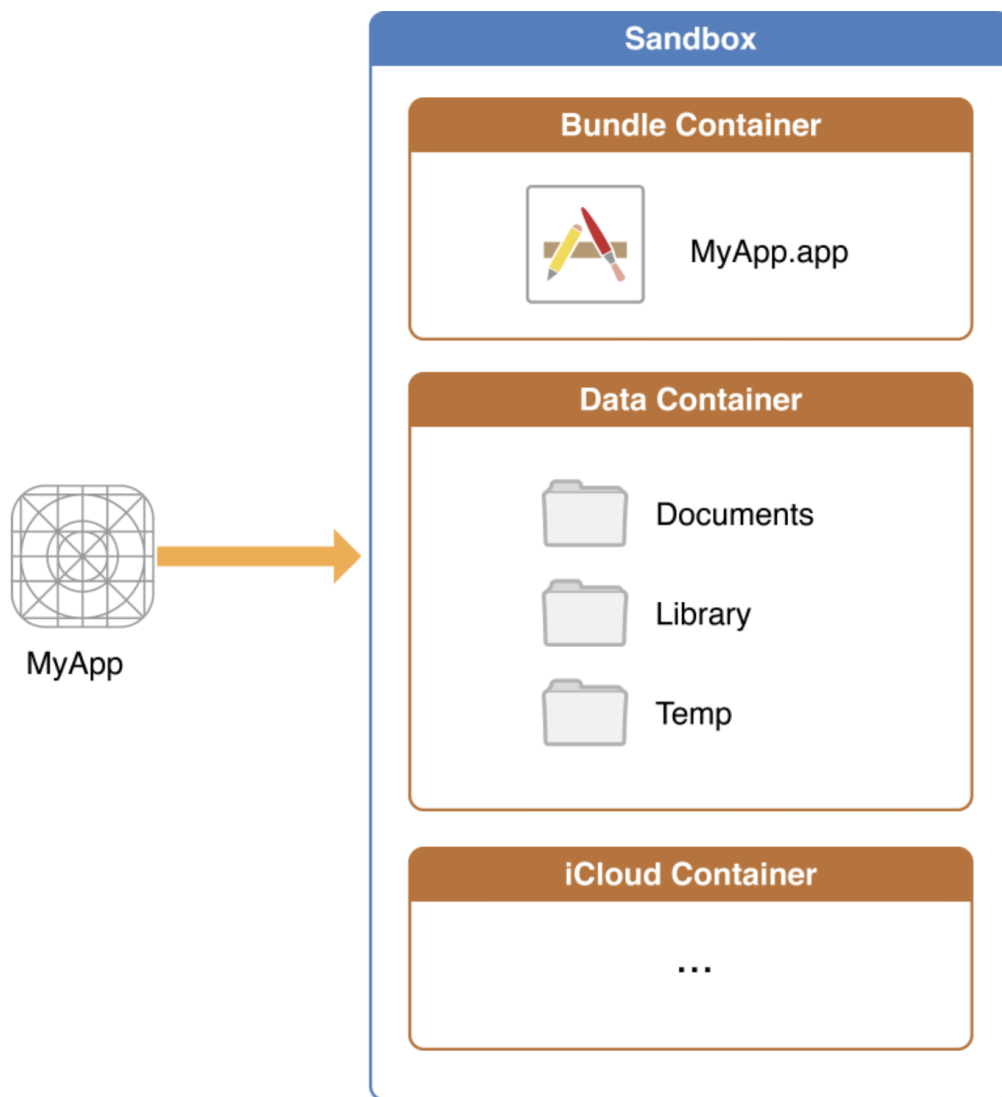 Sandbox
Bundle Container
MyApp.app
Data Container
Documents
Library
Temp
MyApp
iCloud Container
...